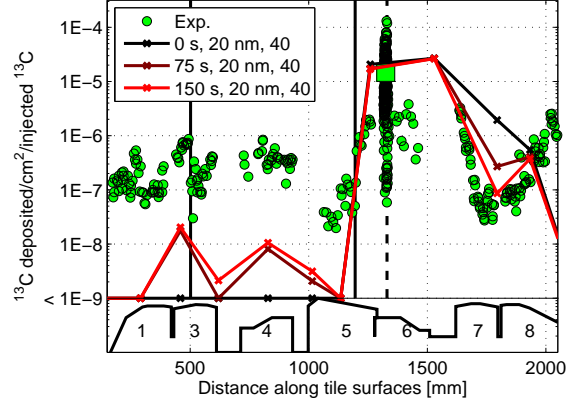 1E−4
1E−5
1E−6
1E−7
1E−8
< 1E−9
¹³C deposited/cm²/injected ¹³C
Exp.
0 s, 20 nm, 40
75 s, 20 nm, 40
150 s, 20 nm, 40
1 3 4 5 6 7 8
500 1000 1500 2000
Distance along tile surfaces [mm]